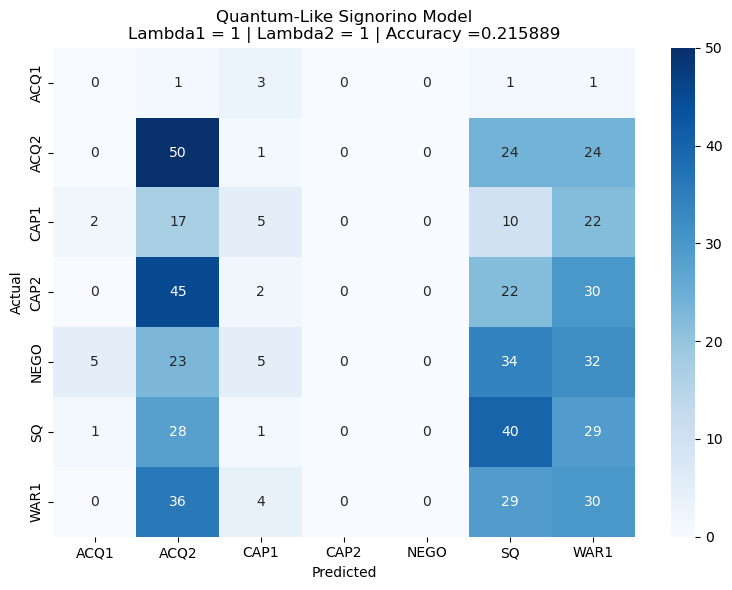 Quantum-Like Signorino Model
Lambda1 = 1 | Lambda2 = 1 | Accuracy =0.215889
Actual
ACQ1 0 1 3 0 0 1 1
ACQ2 0 50 1 0 0 24 24
CAP1 2 17 5 0 0 10 22
CAP2 0 45 2 0 0 22 30
NEGO 5 23 5 0 0 34 32
SQ 1 28 1 0 0 40 29
WAR1 0 36 4 0 0 29 30
ACQ1 ACQ2 CAP1 CAP2 NEGO SQ WAR1
Predicted
50
40
30
20
10
0